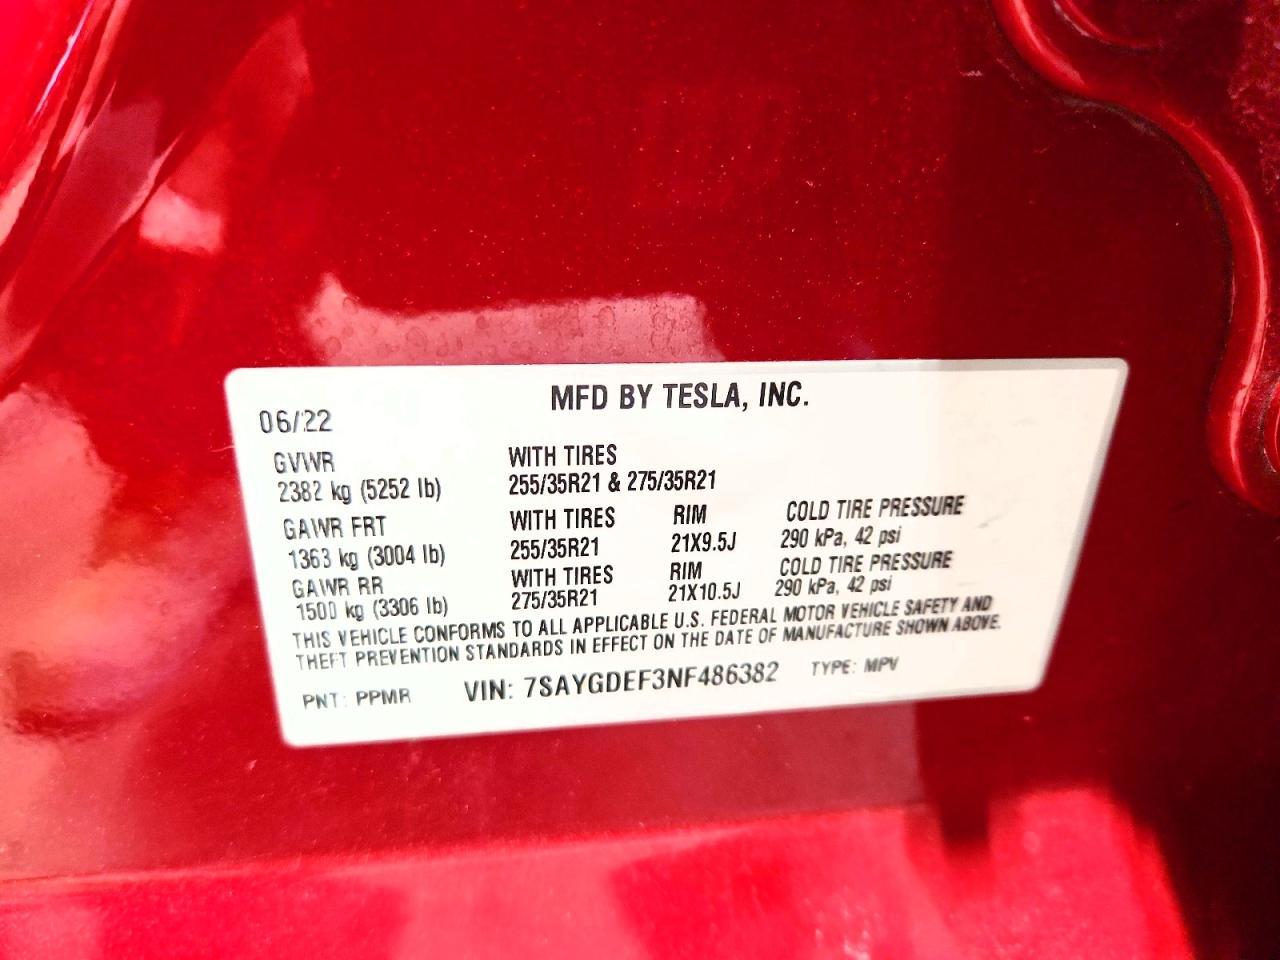 MFD BY TESLA, INC.
06/22
GVWR WITH TIRES
2382 kg (5252 lb) 255/35R21 & 275/35R21
GAWR FRT WITH TIRES RIM COLD TIRE PRESSURE
1363 kg (3004 lb) 255/35R21 21X9.5J 290 kPa, 42 psi
GAWR RR WITH TIRES RIM COLD TIRE PRESSURE
1500 kg (3306 lb) 275/35R21 21X10.5J 290 kPa, 42 psi
THIS VEHICLE CONFORMS TO ALL APPLICABLE U.S. FEDERAL MOTOR VEHICLE SAFETY AND
THEFT PREVENTION STANDARDS IN EFFECT ON THE DATE OF MANUFACTURE SHOWN ABOVE.
PNT: PPMR VIN: 7SAYGDEF3NF486382 TYPE: MPV